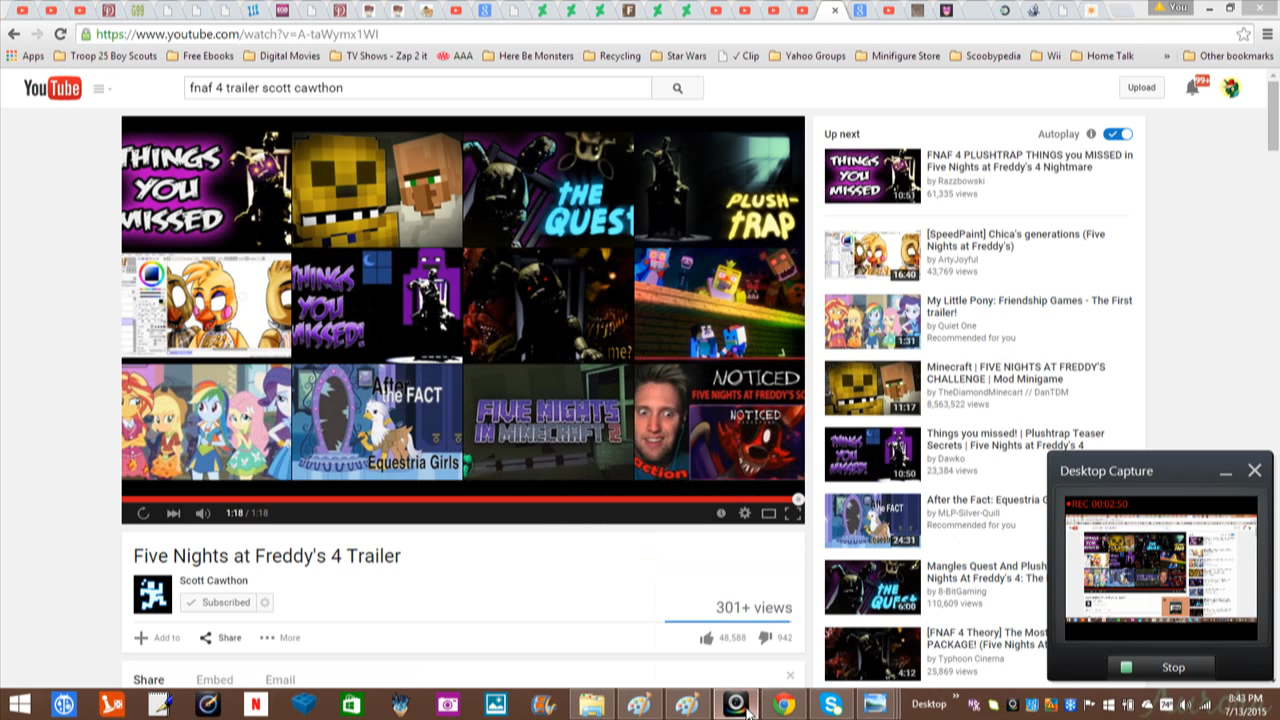 You
https://www.youtube.com/watch?v=A-taWymx1WI
Apps Troop 25 Boy Scouts Free Ebooks Digital Movies TV Shows - Zap 2 it AAA Here Be Monsters Recycling Star Wars ✓ Clip Yahoo Groups Minifigure Store Scoobypedia Wii Home Talk » Other bookmarks
YouTube
fnaf 4 trailer scott cawthon
Upload
99+
THINGS YOU MISSED
THE QUEST
PLUSH-
TRAP
THINGS YOU MISSED!
me?
After the FACT
Equestria Girls
FIVE NIGHTS
IN MINECRAFT
NOTICED
FIVE NIGHTS AT FREDDY'S
NOTICED
action
1:18 / 1:18
Five Nights at Freddy's 4 Trailer
Scott Cawthon
Subscribed
301+ views
Add to Share More
48,588 942
Share Embed Email
Up next
Autoplay
THINGS YOU MISSED
10:51
FNAF 4 PLUSHTRAP THINGS you MISSED in
Five Nights at Freddy's 4 Nightmare
by Razzbowski
61,335 views
16:40
[SpeedPaint] Chica's generations (Five
Nights at Freddy's)
by ArtyJoyful
43,769 views
1:31
My Little Pony: Friendship Games - The First
trailer!
by Quiet One
Recommended for you
11:17
Minecraft | FIVE NIGHTS AT FREDDY'S
CHALLENGE | Mod Minigame
by TheDiamondMinecart // DanTDM
8,563,522 views
10:50
Things you missed! | Plushtrap Teaser
Secrets | Five Nights at Freddy's 4
by Dawko
23,384 views
24:31
After the Fact: Equestria G
by MLP-Silver-Quill
Recommended for you
6:00
Mangles Quest And Plush
Nights At Freddy's 4: The
by 8-BitGaming
110,609 views
4:12
[FNAF 4 Theory] The Most
PACKAGE! (Five Nights At
by Typhoon Cinema
25,869 views
Desktop Capture
REC 00:02:50
Stop
Desktop
74°
8:43 PM
7/13/2015